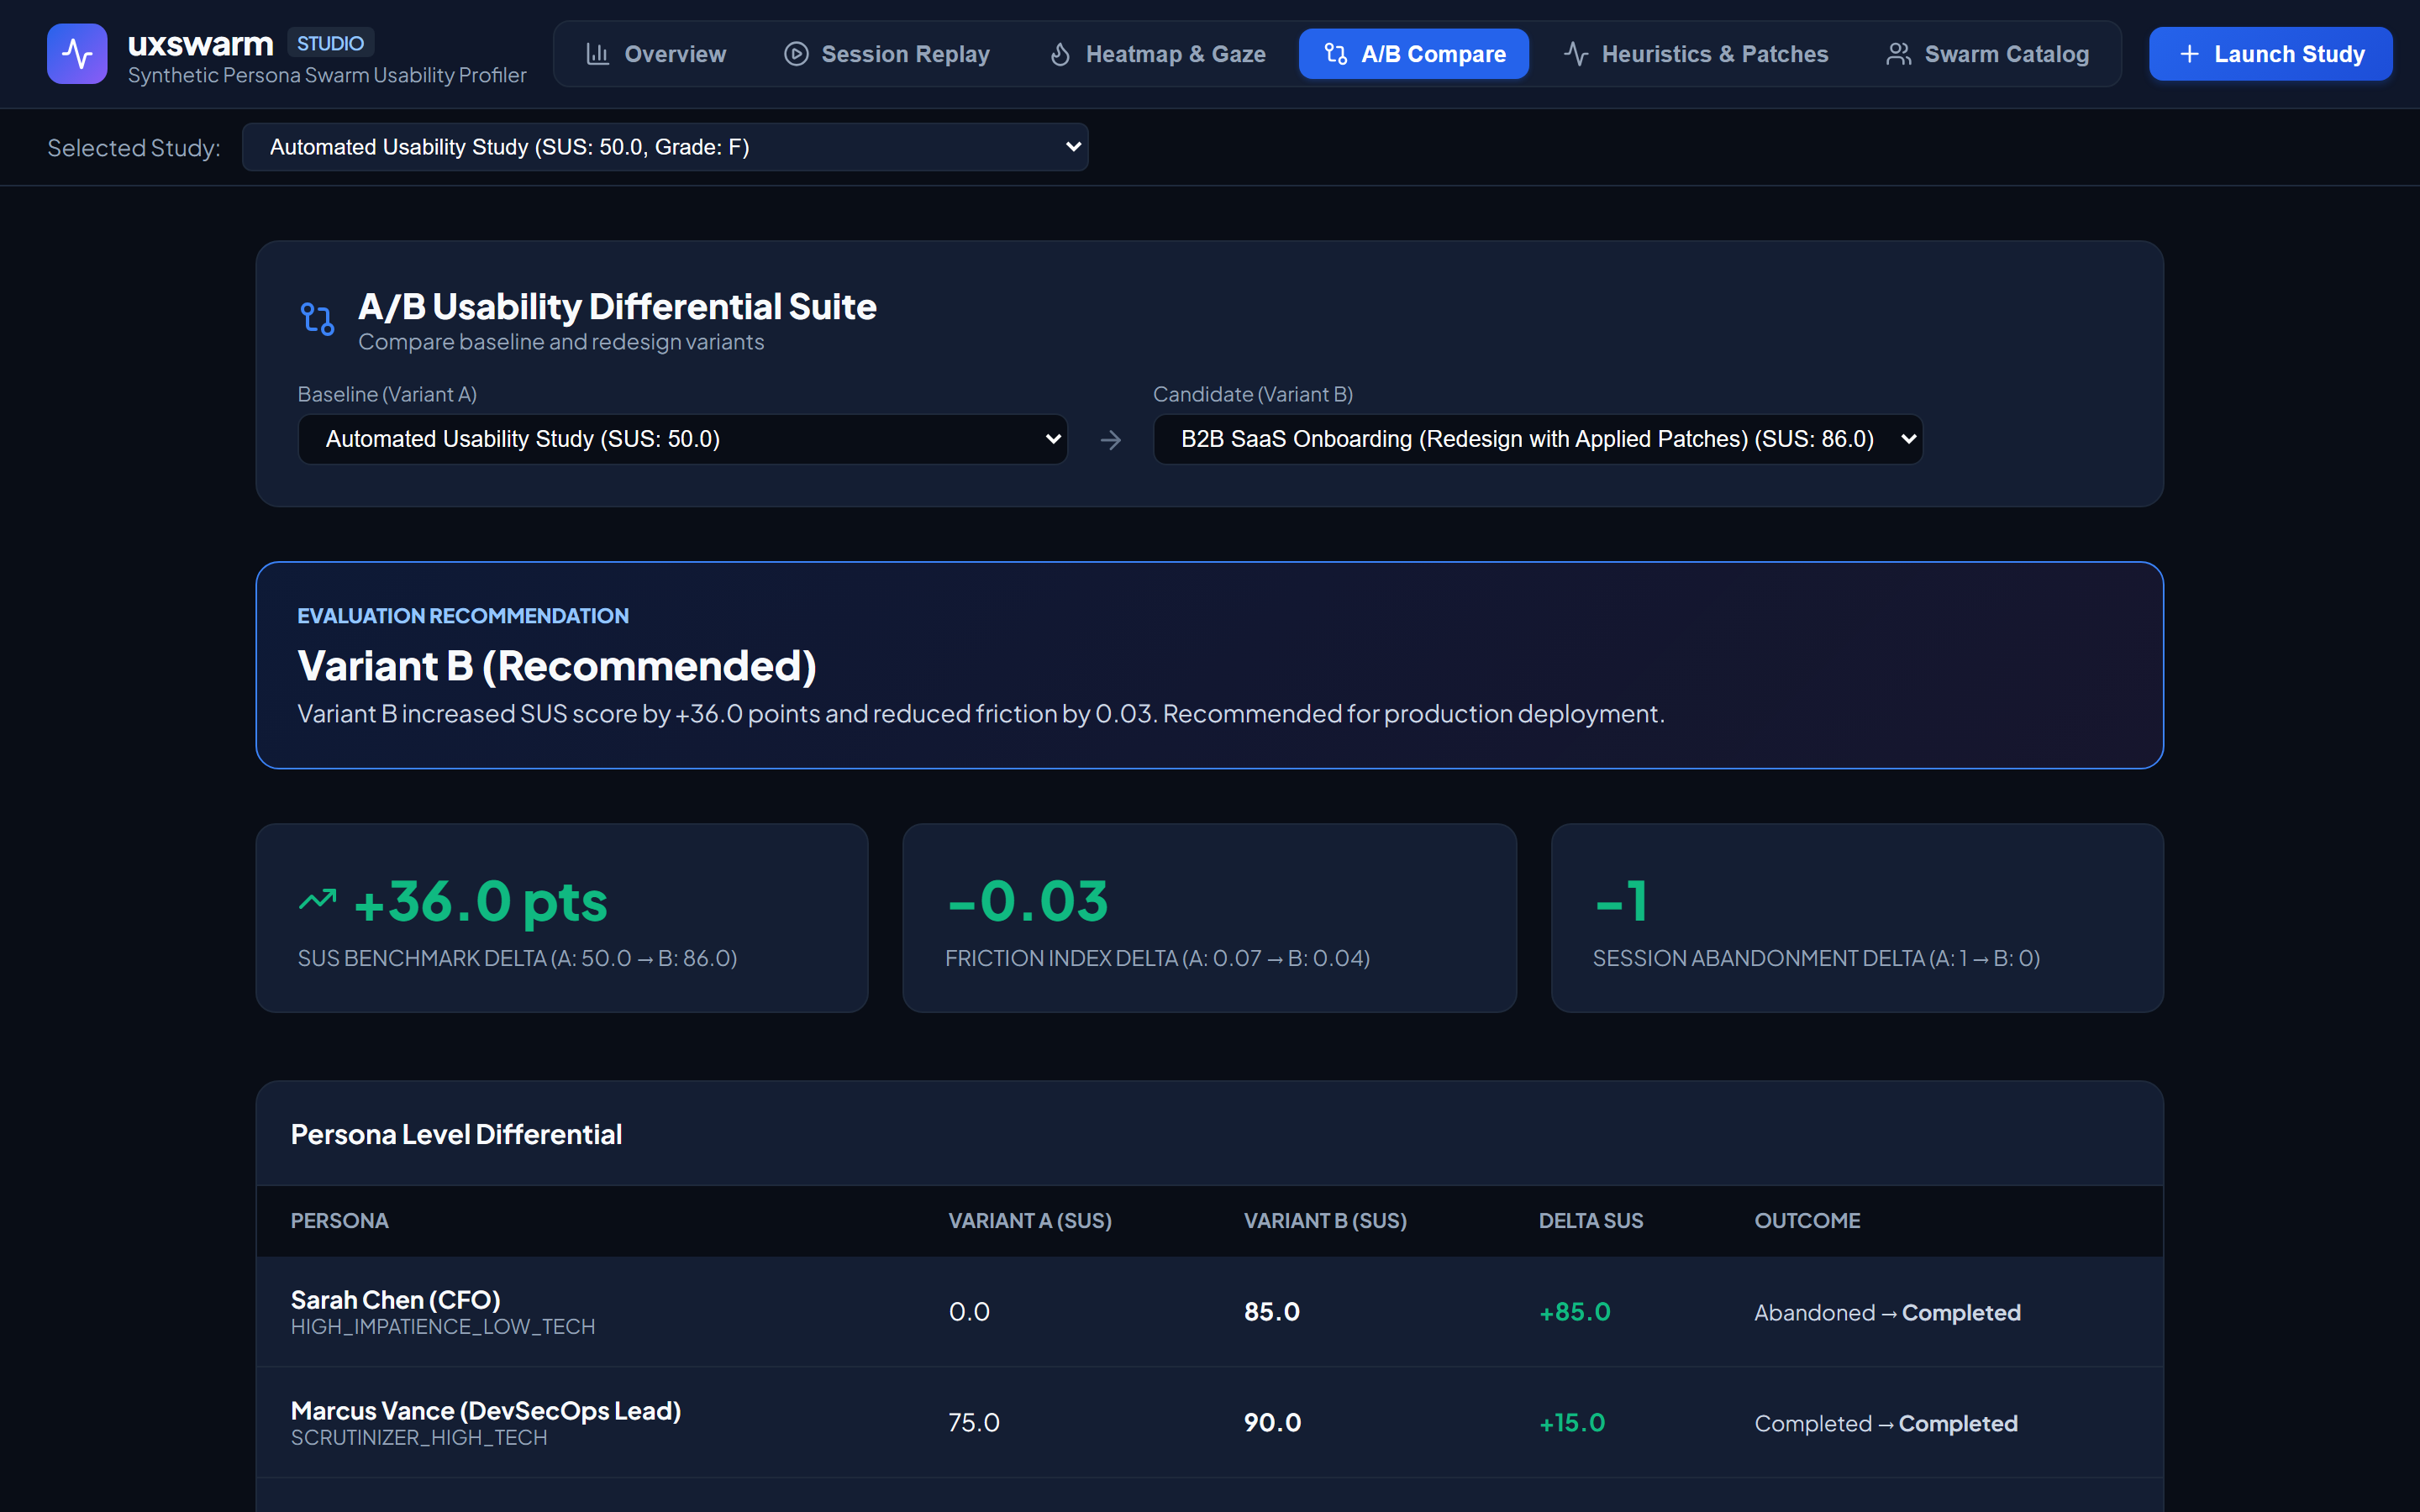 uxswarm STUDIO
Synthetic Persona Swarm Usability Profiler
Overview
Session Replay
Heatmap & Gaze
A/B Compare
Heuristics & Patches
Swarm Catalog
Launch Study
Selected Study: Automated Usability Study (SUS: 50.0, Grade: F)
A/B Usability Differential Suite
Compare baseline and redesign variants
Baseline (Variant A)
Automated Usability Study (SUS: 50.0)
→
Candidate (Variant B)
B2B SaaS Onboarding (Redesign with Applied Patches) (SUS: 86.0)
EVALUATION RECOMMENDATION
Variant B (Recommended)
Variant B increased SUS score by +36.0 points and reduced friction by 0.03. Recommended for production deployment.
+36.0 pts
SUS BENCHMARK DELTA (A: 50.0 → B: 86.0)
-0.03
FRICTION INDEX DELTA (A: 0.07 → B: 0.04)
-1
SESSION ABANDONMENT DELTA (A: 1 → B: 0)
Persona Level Differential
PERSONA VARIANT A (SUS) VARIANT B (SUS) DELTA SUS OUTCOME
Sarah Chen (CFO)
HIGH_IMPATIENCE_LOW_TECH
0.0 85.0 +85.0 Abandoned → Completed
Marcus Vance (DevSecOps Lead)
SCRUTINIZER_HIGH_TECH
75.0 90.0 +15.0 Completed → Completed